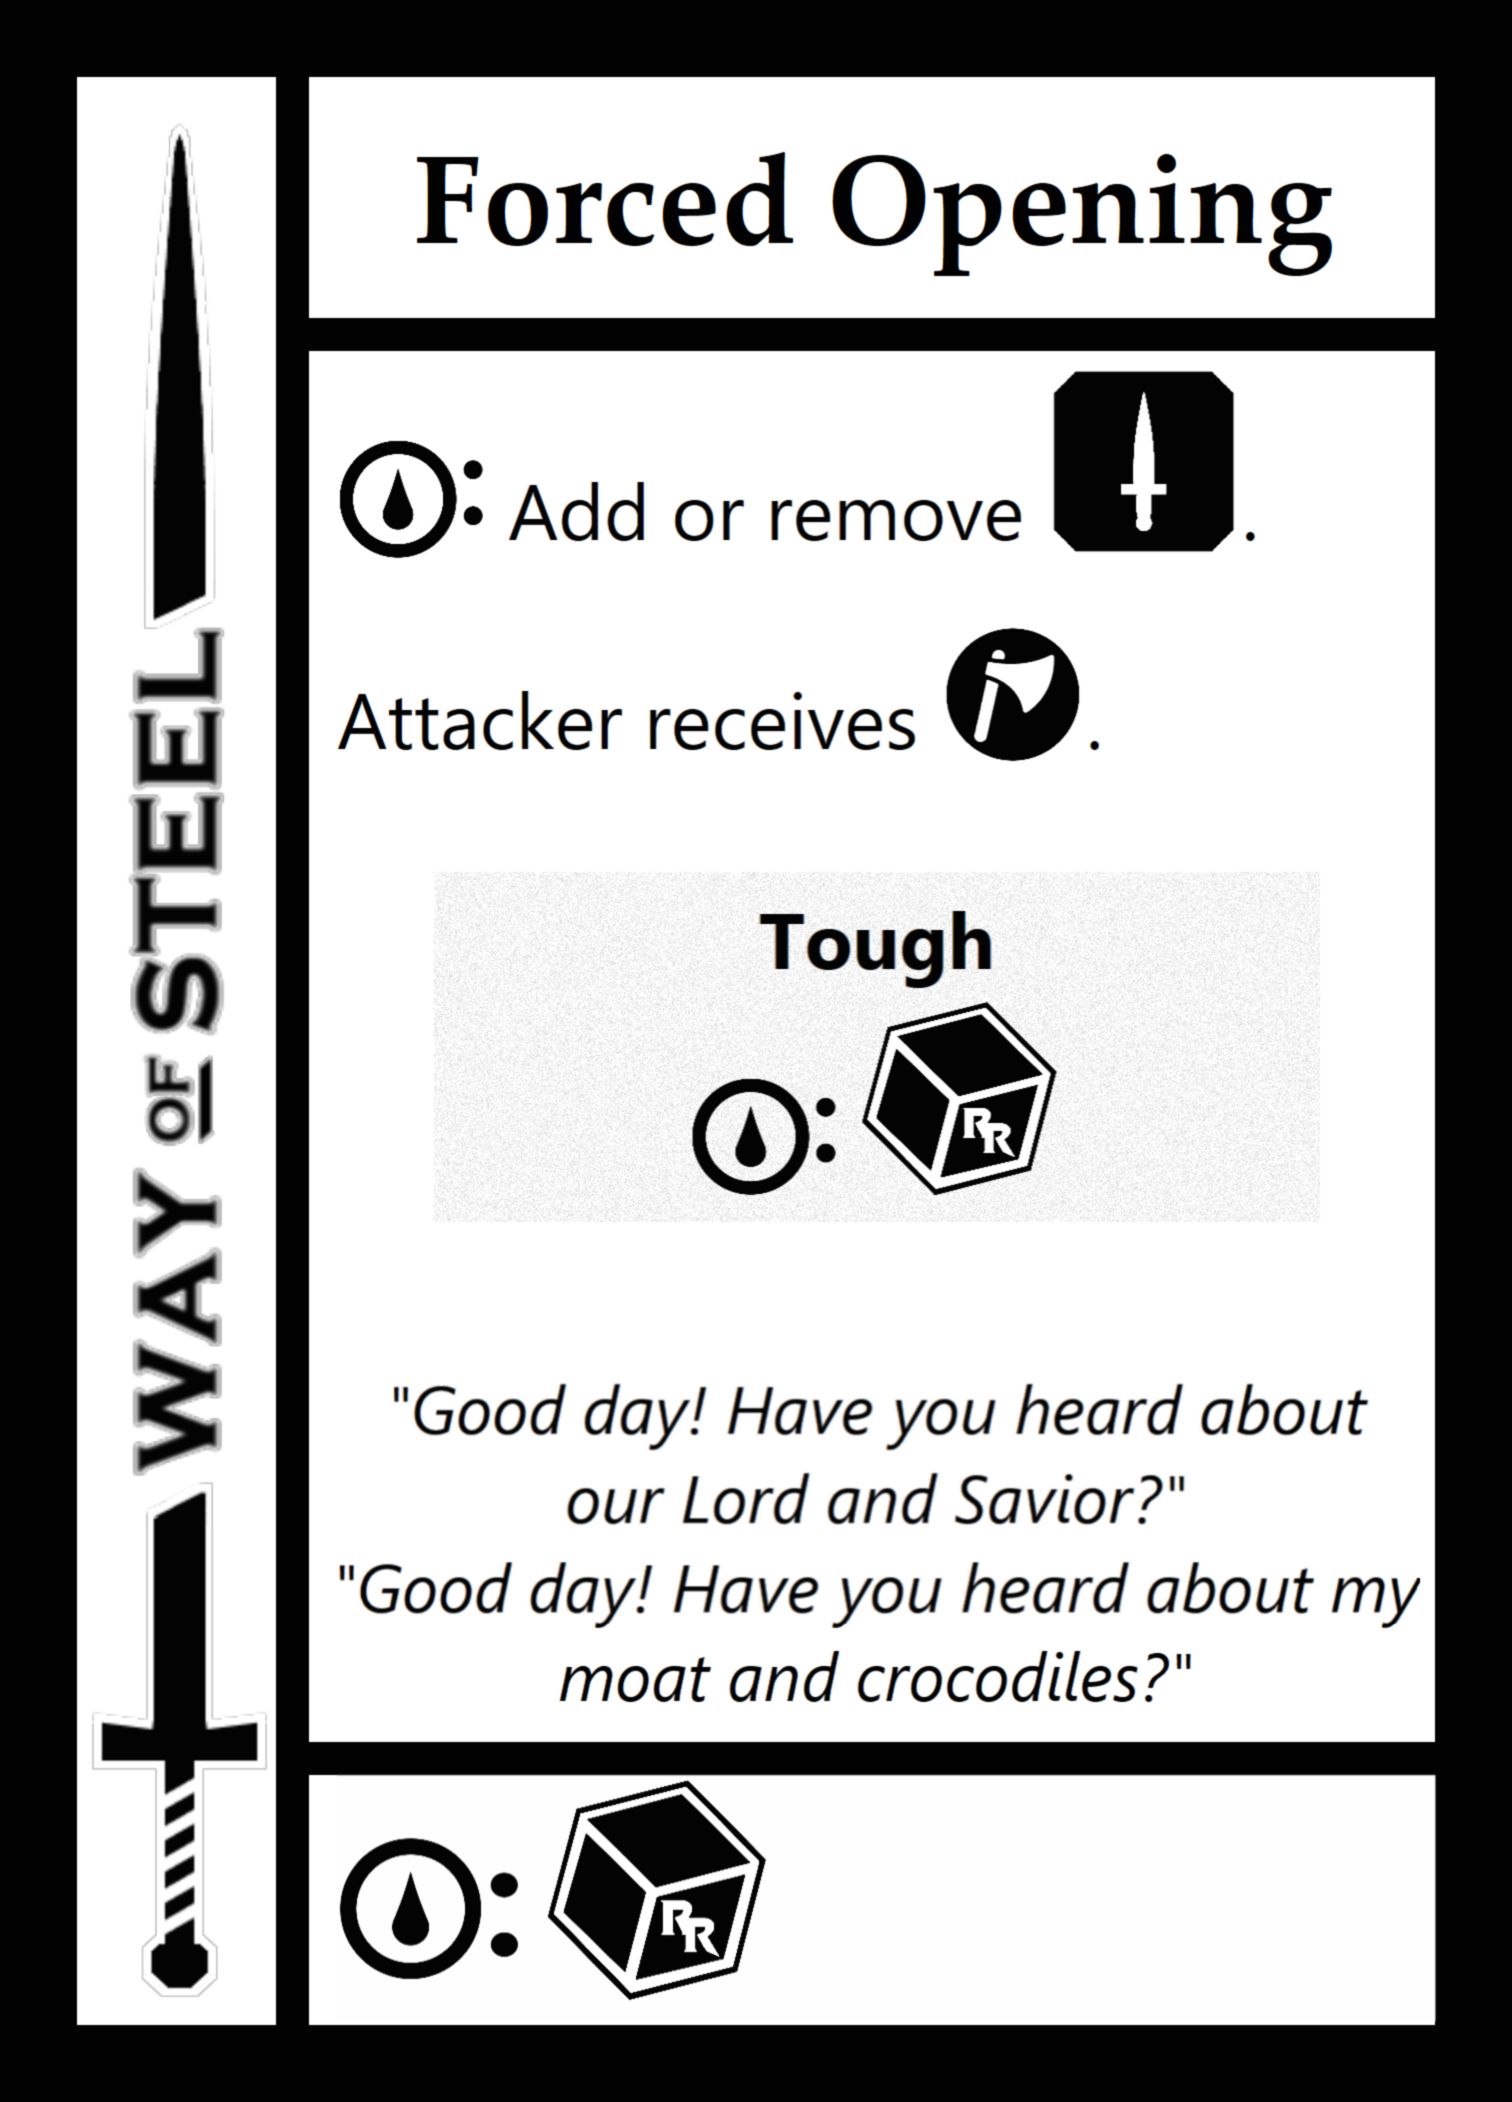 Forced Opening
: Add or remove .
Attacker receives .
Tough
: RR
"Good day! Have you heard about
our Lord and Savior?"
"Good day! Have you heard about my
moat and crocodiles?"
: RR
WAY OF STEEL